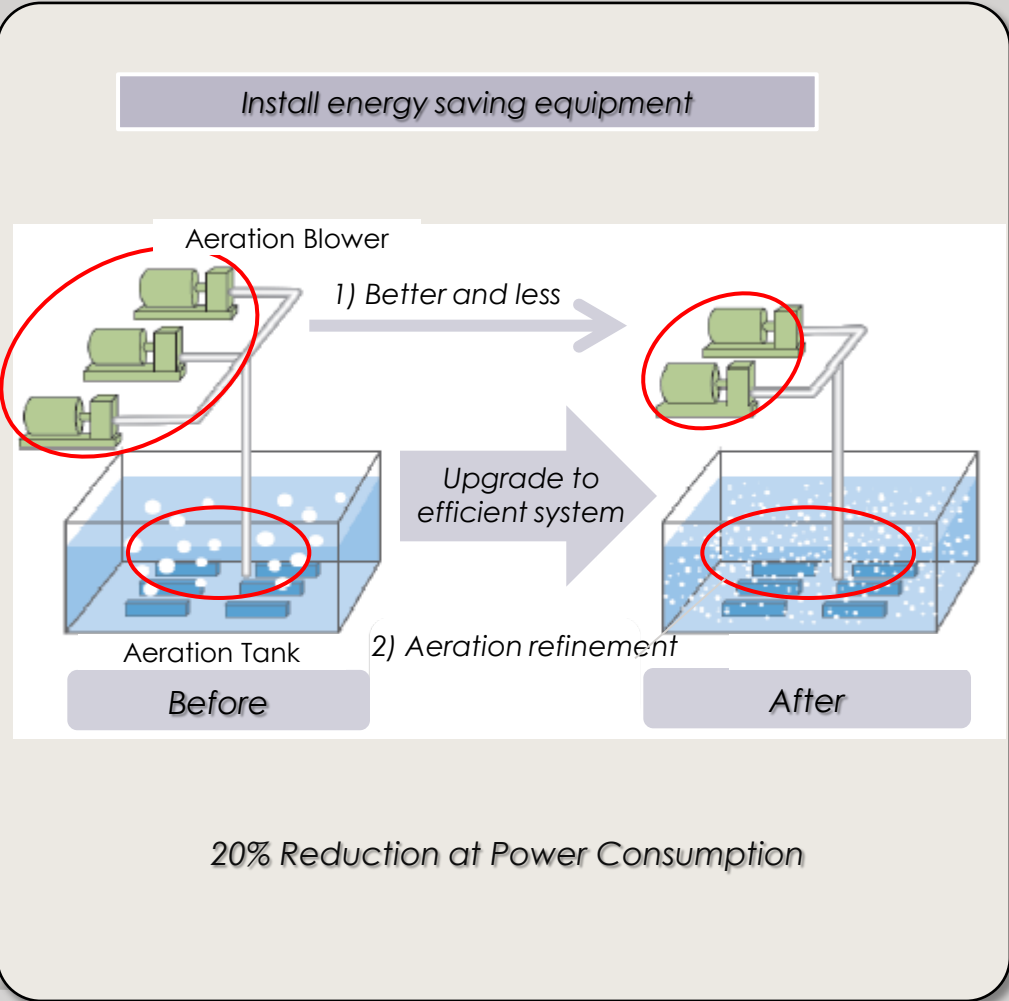 Install energy saving equipment
Aeration Blower
1) Better and less
Upgrade to
efficient system
2) Aeration refinement
Aeration Tank
Before
After
20% Reduction at Power Consumption